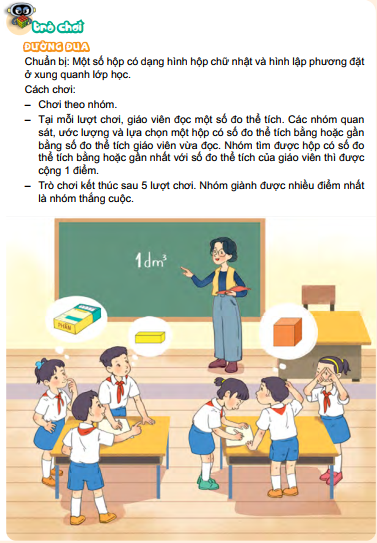 trò chơi
ĐƯỜNG ĐUA
Chuẩn bị: Một số hộp có dạng hình hộp chữ nhật và hình lập phương đặt
ở xung quanh lớp học.
Cách chơi:
– Chơi theo nhóm.
– Tại mỗi lượt chơi, giáo viên đọc một số đo thể tích. Các nhóm quan
sát, ước lượng và lựa chọn một hộp có số đo thể tích bằng hoặc gần
bằng số đo thể tích giáo viên vừa đọc. Nhóm tìm được hộp có số đo
thể tích bằng hoặc gần nhất với số đo thể tích của giáo viên thì được
cộng 1 điểm.
– Trò chơi kết thúc sau 5 lượt chơi. Nhóm giành được nhiều điểm nhất
là nhóm thắng cuộc.
1 dm³
PHẤN